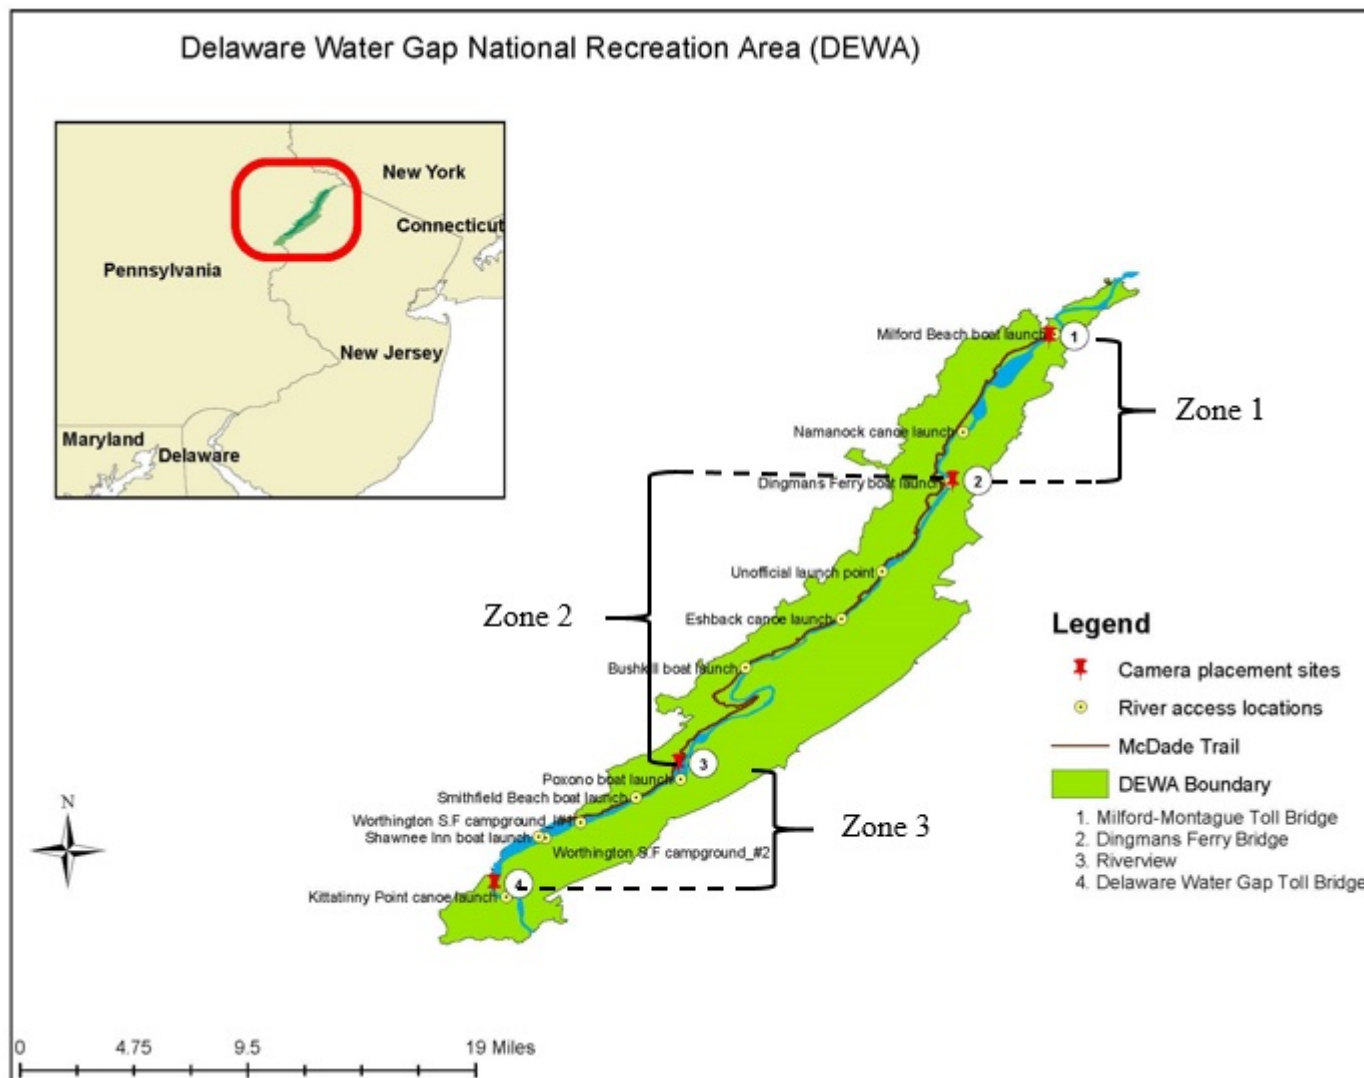 Delaware Water Gap National Recreation Area (DEWA)
New York
Connecticut
Pennsylvania
New Jersey
Maryland
Delaware
Milford Beach boat launch
1
Zone 1
Namanock canoe launch
Dingmans Ferry boat launch
2
Unofficial launch point
Zone 2
Eshback canoe launch
Bushkill boat launch
3
Poxono boat launch
Smithfield Beach boat launch
Worthington S.F campground_#1
Shawnee Inn boat launch
Worthington S.F campground_#2
Zone 3
4
Kittatinny Point canoe launch
Legend
Camera placement sites
River access locations
McDade Trail
DEWA Boundary
1. Milford-Montague Toll Bridge
2. Dingmans Ferry Bridge
3. Riverview
4. Delaware Water Gap Toll Bridge
N
0 4.75 9.5 19 Miles